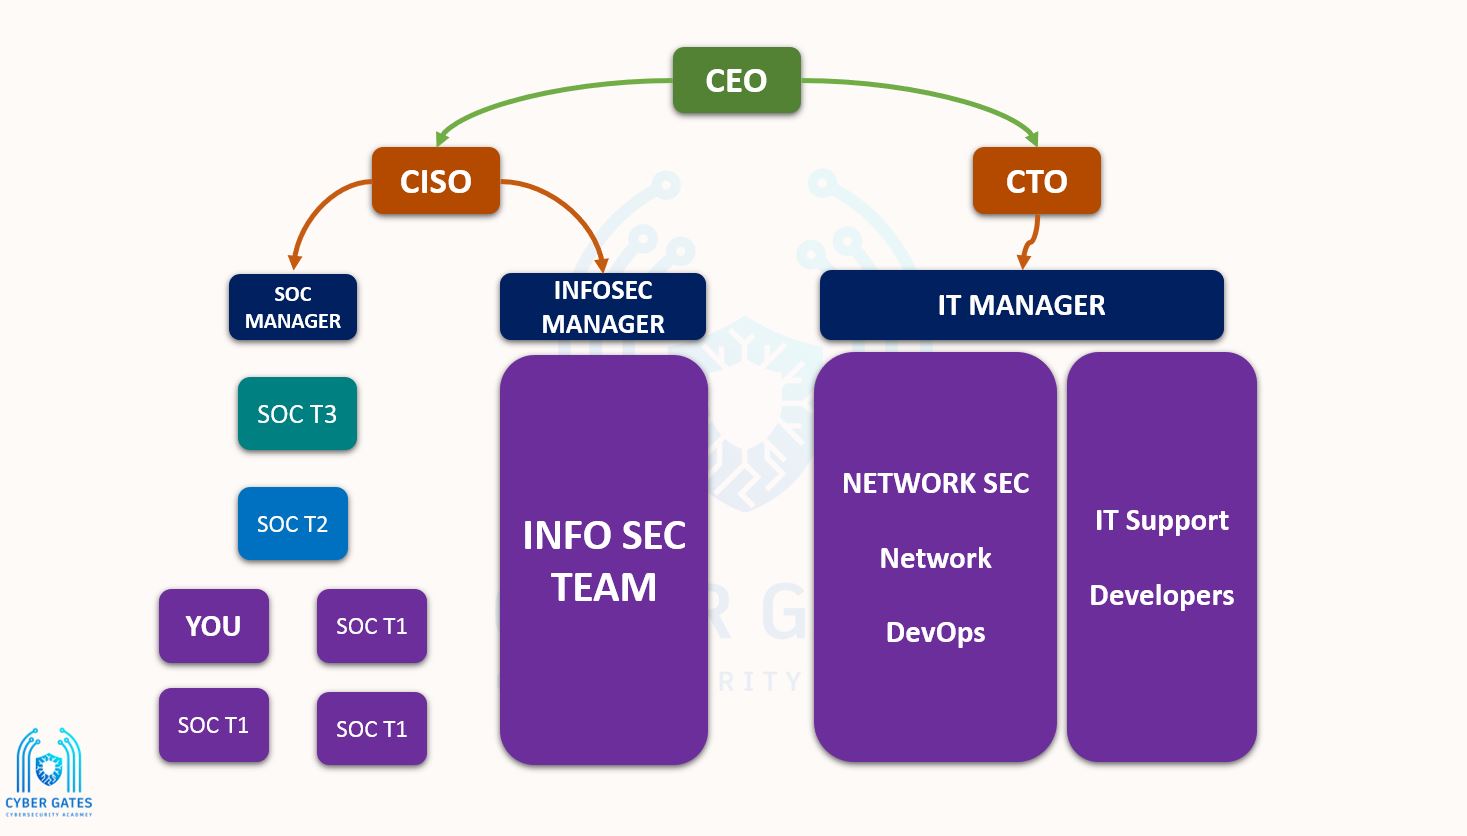 CEO
CISO
CTO
SOC
MANAGER
INFOSEC
MANAGER
IT MANAGER
SOC T3
SOC T2
YOU
SOC T1
SOC T1
SOC T1
INFO SEC
TEAM
NETWORK SEC
Network
DevOps
IT Support
Developers
CYBER GATES
CYBERSECURITY ACADMEY